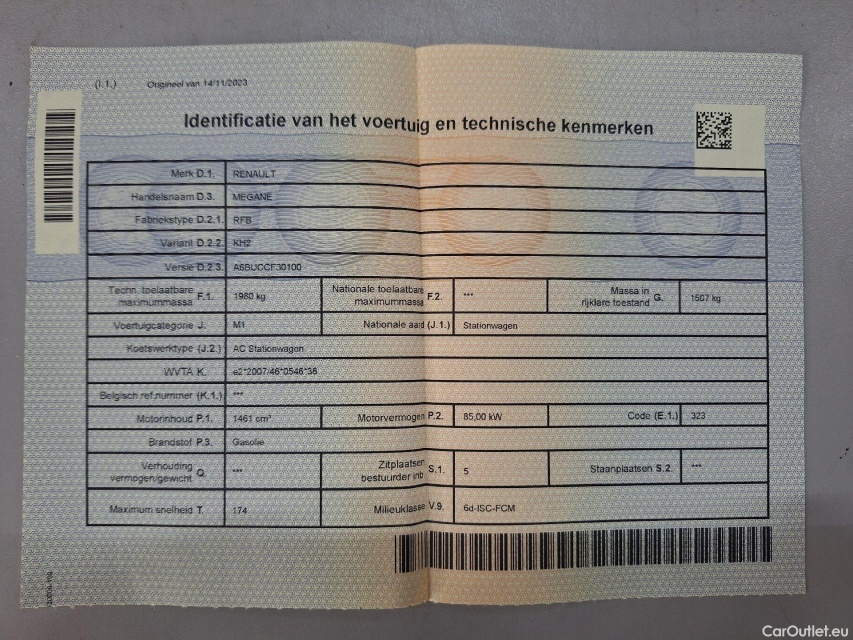 (I.1.) Origineel van 14/11/2023
Identificatie van het voertuig en technische kenmerken
Merk D.1. RENAULT
Handelsnaam D.3. MEGANE
Fabriekstype D.2.1. RFB
Variant D.2.2. KH2
Versie D.2.3. A6BUCCF30100
Techn. toelaatbare maximummassa F.1. 1980 kg Nationale toelaatbare maximummassa F.2. *** Massa in rijklare toestand G. 1507 kg
Voertuigcategorie J. M1 Nationale aard (J.1.) Stationwagen
Koetswerktype (J.2.) AC Stationwagen
WVTA K. e2*2007/46*0546*38
Belgisch ref.nummer (K.1.) ***
Motorinhoud P.1. 1461 cm³ Motorvermogen P.2. 85,00 kW Code (E.1.) 323
Brandstof P.3. Gasolie
Verhouding vermogen/gewicht Q. *** Zitplaatsen bestuurder inb. S.1. 5 Staanplaatsen S.2. ***
Maximum snelheid T. 174 Milieuklasse V.9. 6d-ISC-FCM
CarOutlet.eu